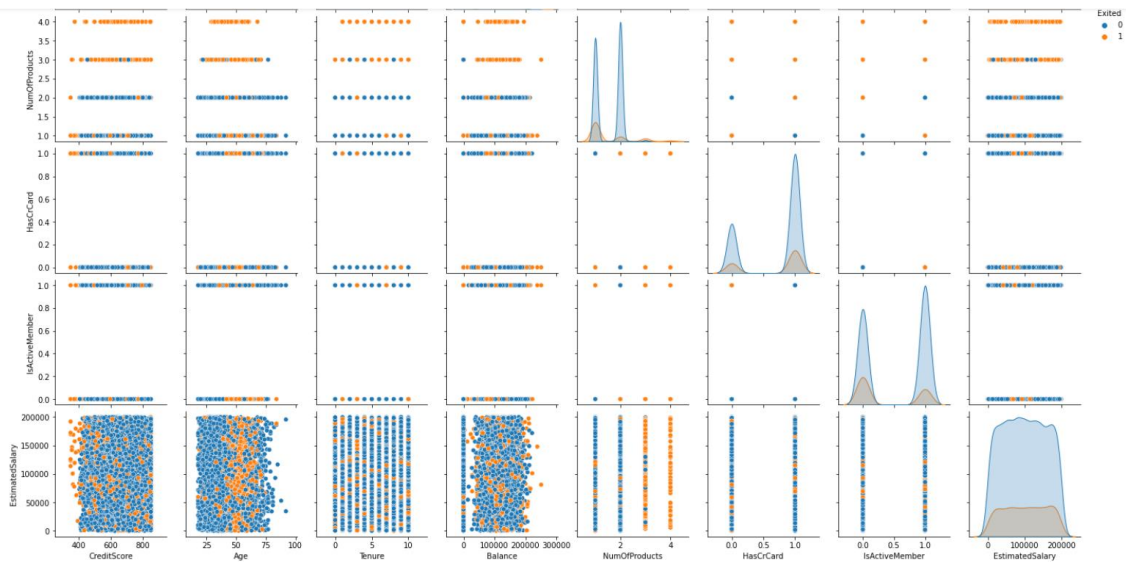 Exited
0
1
NumOfProducts
4.0
3.5
3.0
2.5
2.0
1.5
1.0
HasCrCard
1.0
0.8
0.6
0.4
0.2
0.0
IsActiveMember
1.0
0.8
0.6
0.4
0.2
0.0
EstimatedSalary
200000
150000
100000
50000
0
400 600 800
25 50 75 100
0 5 10
0 100000 200000 300000
2 4
0.0 0.5 1.0
0.0 0.5 1.0
0 100000 200000
CreditScore
Age
Tenure
Balance
NumOfProducts
HasCrCard
IsActiveMember
EstimatedSalary